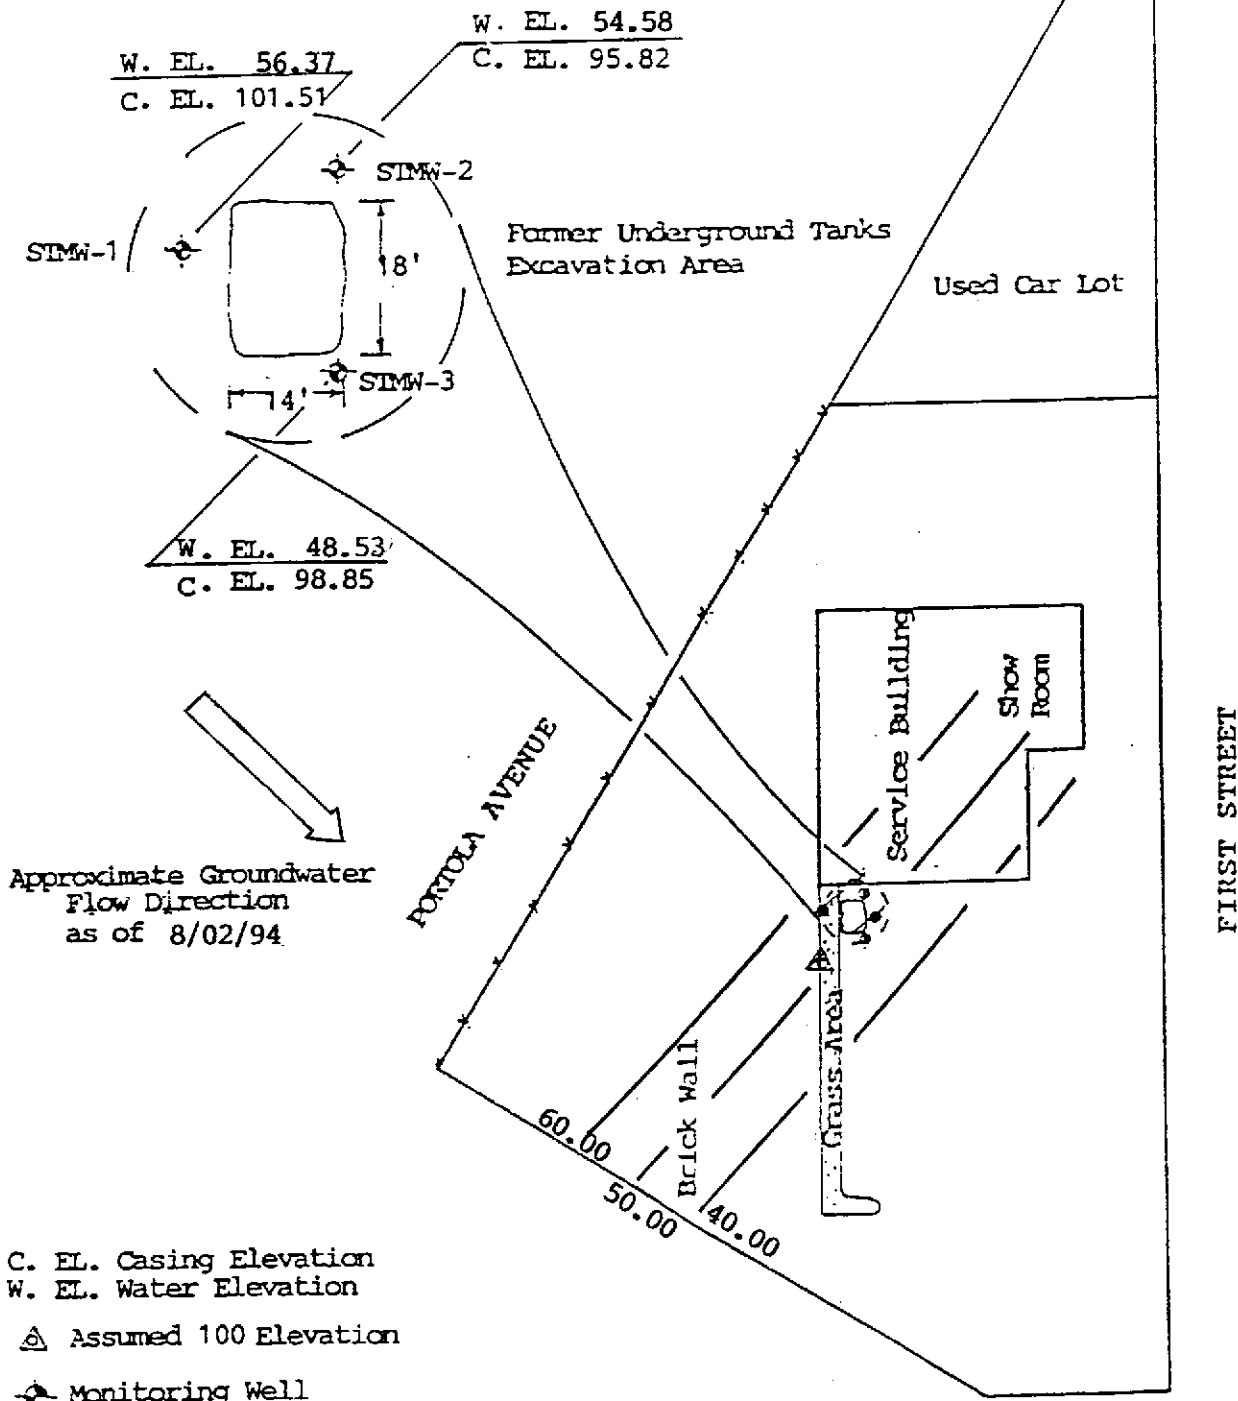 W. EL. 54.58
C. EL. 95.82
W. EL. 56.37
C. EL. 101.51
STMW-2
STMW-1
18'
Former Underground Tanks
Excavation Area
Used Car Lot
STMW-3
14'
W. EL. 48.53
C. EL. 98.85
Service Building
Show
Room
PORTOLA AVENUE
FIRST STREET
Approximate Groundwater
Flow Direction
as of 8/02/94
Grass Area
Brick Wall
60.00
50.00
40.00
C. EL. Casing Elevation
W. EL. Water Elevation
Assumed 100 Elevation
Monitoring Well